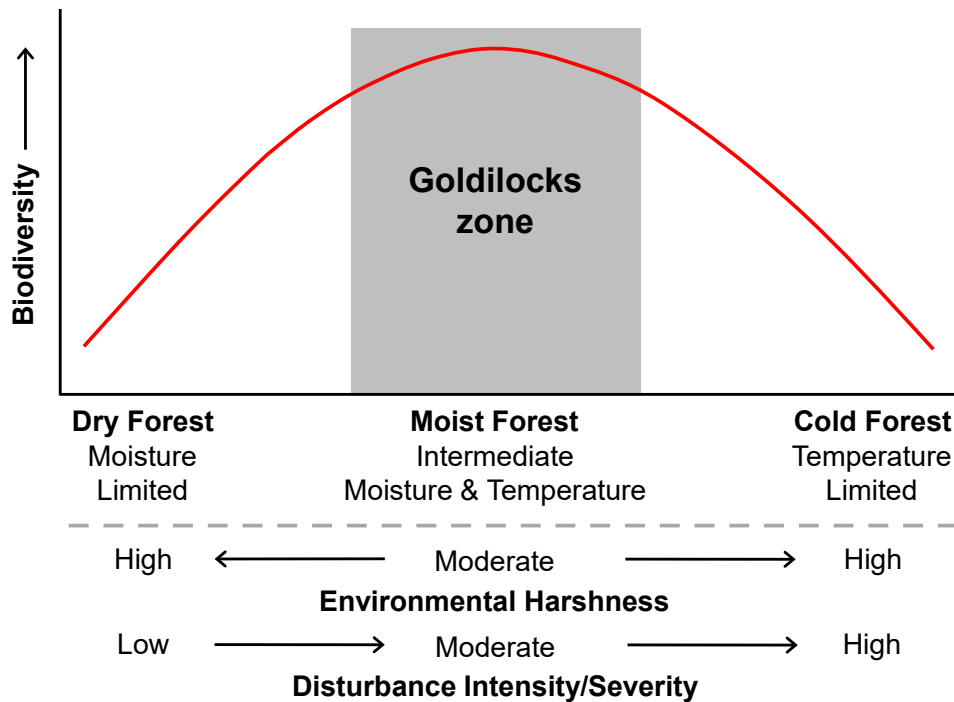 Biodiversity
Goldilocks
zone
Dry Forest
Moisture
Limited
Moist Forest
Intermediate
Moisture & Temperature
Cold Forest
Temperature
Limited
High Moderate High
Environmental Harshness
Low Moderate High
Disturbance Intensity/Severity